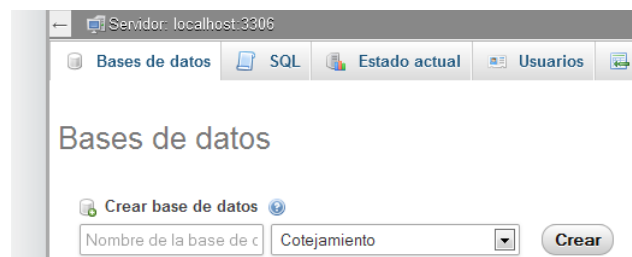 Servidor: localhost:3306
Bases de datos SQL Estado actual Usuarios
Bases de datos
Crear base de datos
Nombre de la base de c Cotejamiento Crear